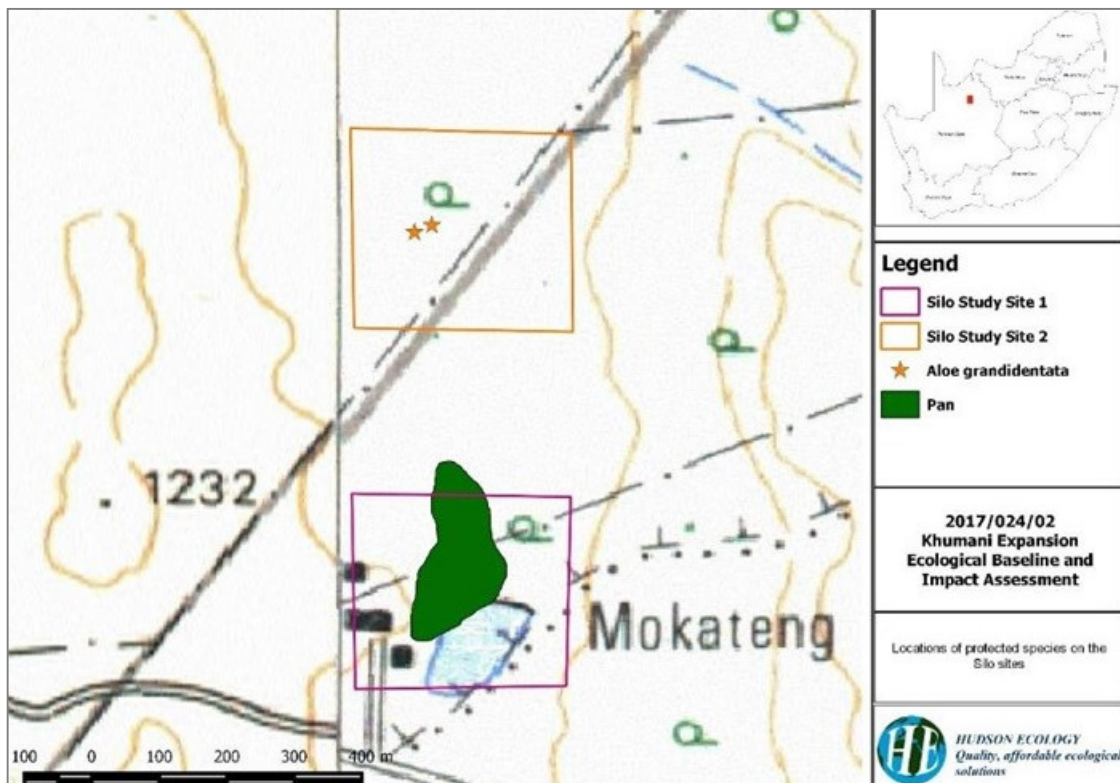 1232
Mokateng
100 0 100 200 300 400 m
Legend
Silo Study Site 1
Silo Study Site 2
Aloe grandidentata
Pan
2017/024/02
Khumani Expansion
Ecological Baseline and
Impact Assessment
Locations of protected species on the
Silo sites
HE
HUDSON ECOLOGY
Quality, affordable ecological
solutions